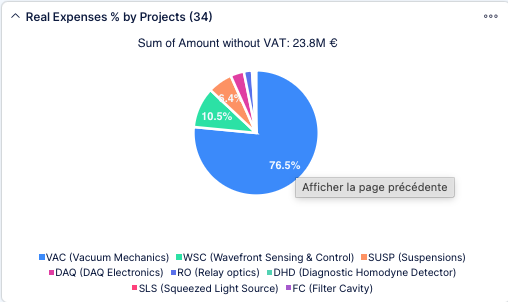 Real Expenses % by Projects (34)
Sum of Amount without VAT: 23.8M €
6.4%
10.5%
76.5%
Afficher la page précédente
VAC (Vacuum Mechanics) WSC (Wavefront Sensing & Control) SUSP (Suspensions)
DAQ (DAQ Electronics) RO (Relay optics) DHD (Diagnostic Homodyne Detector)
SLS (Squeezed Light Source) FC (Filter Cavity)